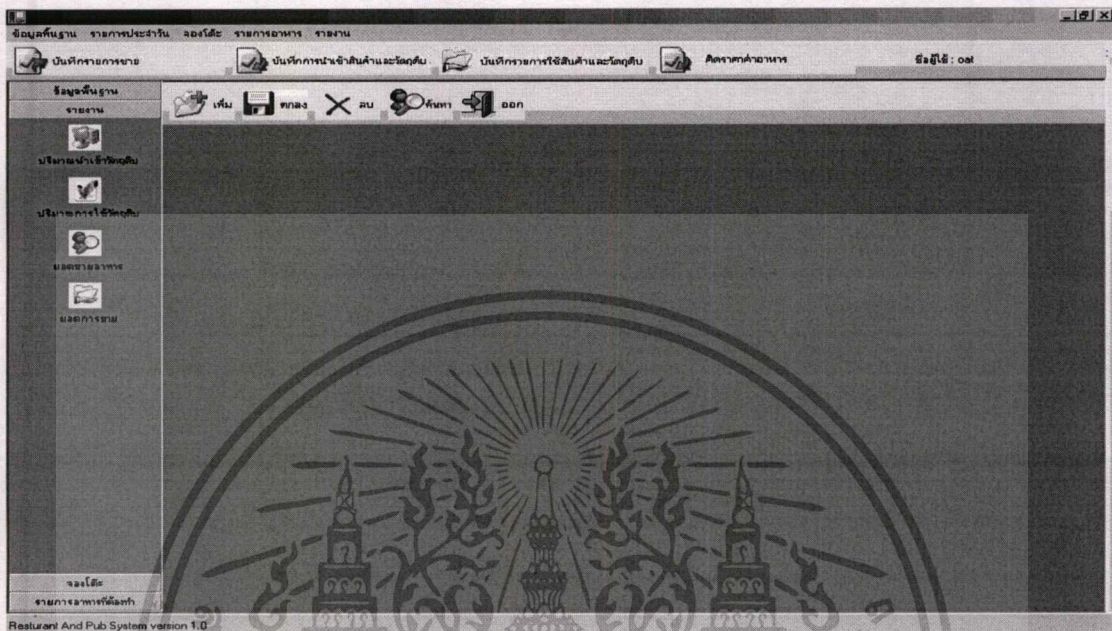 ข้อมูลพื้นฐาน รายการประจำวัน จองโต๊ะ รายการอาหาร รายงาน
บันทึกรายการขาย บันทึกการนำเข้าสินค้าและวัตถุดิบ บันทึกรายการใช้สินค้าและวัตถุดิบ คิดราคาค่าอาหาร ชื่อผู้ใช้ : oat
ข้อมูลพื้นฐาน
รายงาน
เพิ่ม ตกลง ลบ ค้นหา ออก
ปริมาณนำเข้าวัตถุดิบ
ปริมาณการใช้วัตถุดิบ
ยอดขายอาหาร
ยอดการขาย
จองโต๊ะ
รายการอาหารที่ต้องทำ
Resturant And Pub System version 1.0